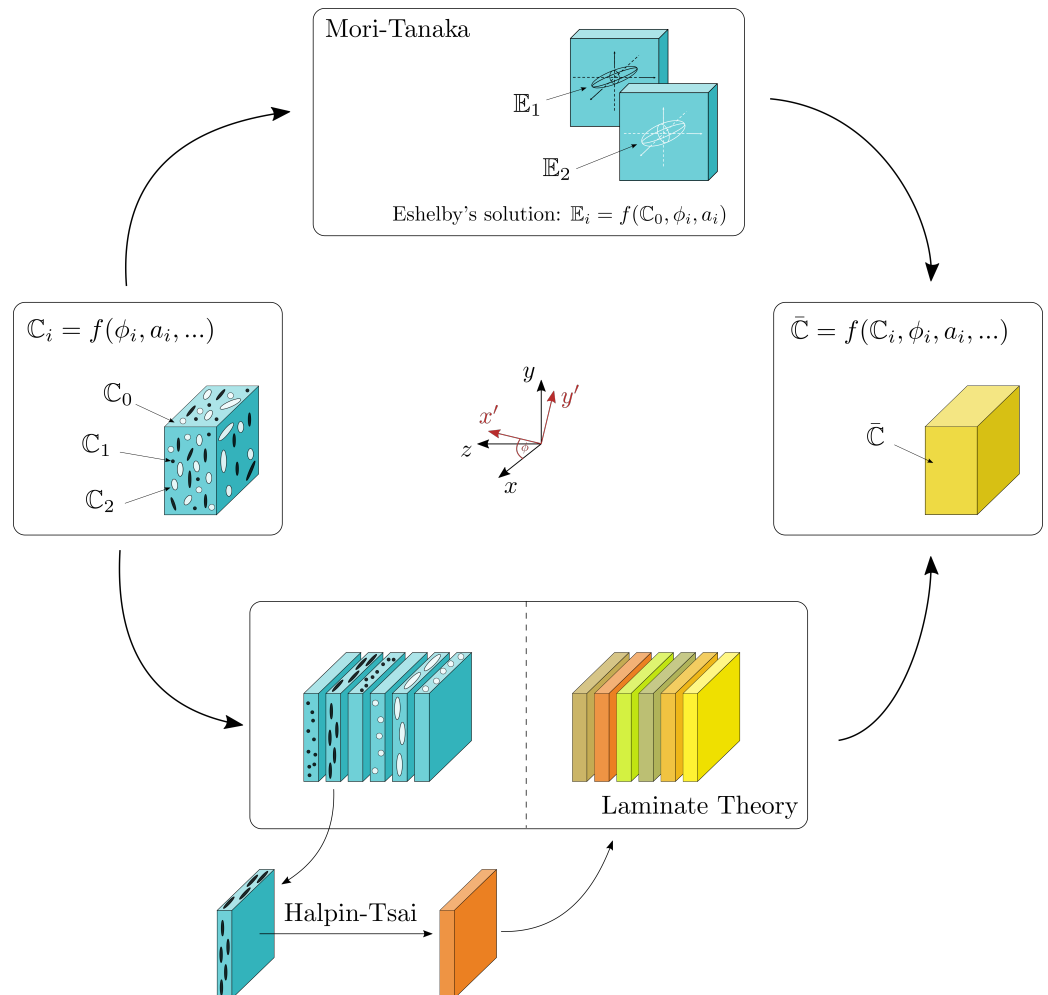 Mori-Tanaka
𝔼₁
𝔼₂
Eshelby's solution: 𝔼ᵢ = f(ℂ₀, ϕᵢ, aᵢ)
ℂᵢ = f(ϕᵢ, aᵢ, ...)
ℂ₀
ℂ₁
ℂ₂
y
y′
x′
z
ϕ
x
ℂ̄ = f(ℂᵢ, ϕᵢ, aᵢ, ...)
ℂ̄
Laminate Theory
Halpin-Tsai